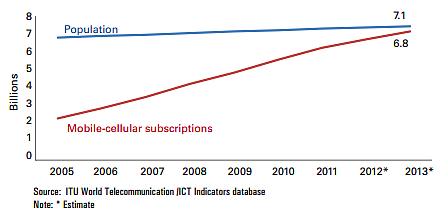 8
7
6
5
4
3
2
1
0
Billions
Population
Mobile-cellular subscriptions
7.1
6.8
2005 2006 2007 2008 2009 2010 2011 2012* 2013*
Source: ITU World Telecommunication /ICT Indicators database
Note: * Estimate